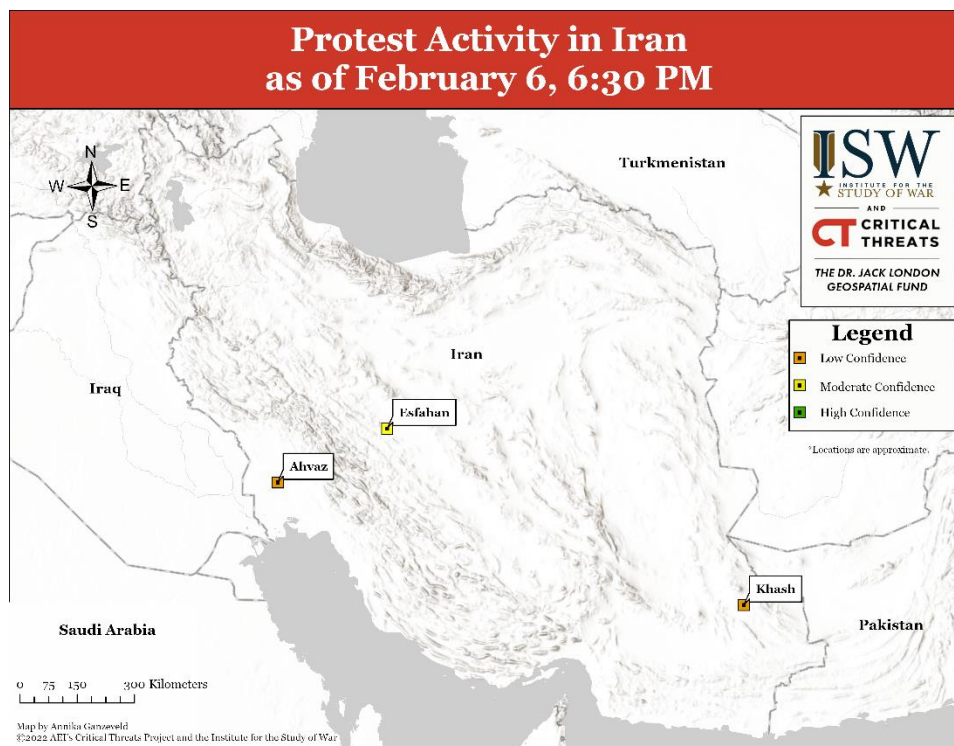 Protest Activity in Iran
as of February 6, 6:30 PM
N
W E
S
Turkmenistan
ISW
INSTITUTE FOR THE
STUDY OF WAR
AND
CT CRITICAL
THREATS
THE DR. JACK LONDON
GEOSPATIAL FUND
Legend
Low Confidence
Moderate Confidence
High Confidence
*Locations are approximate.
Iran
Iraq
Esfahan
Ahvaz
Khash
Saudi Arabia
Pakistan
0 75 150 300 Kilometers
Map by Annika Ganzeveld
©2022 AEI's Critical Threats Project and the Institute for the Study of War